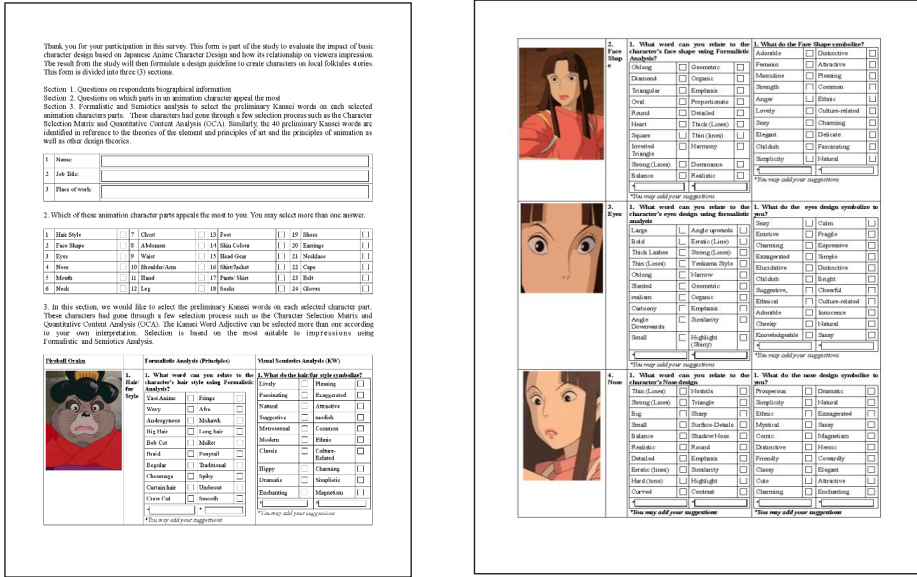 Thank you for your participation in this survey. This form is part of the study to evaluate the impact of basic
character design based on Japanese Anime Character Design and how its relationship on viewers impression.
The result from the study will then formulate a design guideline to create characters on local folktales stories.
This form is divided into three (3) sections.
Section 1. Questions on respondents biographical information
Section 2. Questions on which parts in an animation character appeal the most
Section 3. Formalistic and Semiotics analysis to select the preliminary Kansei words on each selected
animation characters parts. These characters had gone through a few selection process such as the Character
Selection Matrix and Quantitative Content Analysis (QCA). Similarly, the 40 preliminary Kansei words are
identified in reference to the theories of the element and principles of art and the principles of animation as
well as other design theories.
1 Name:
2 Job Title:
3 Place of work:
2. Which of these animation character parts appeals the most to you. You may select more than one answer.
1 Hair Style 7 Chest 13 Feet 19 Shoes
2 Face Shape 8 Abdomen 14 Skin Colour 20 Earrings
3 Eyes 9 Waist 15 Head Gear 21 Necklace
4 Nose 10 Shoulder/Arm 16 Shirt/Jacket 22 Cape
5 Mouth 11 Hand 17 Pants/Skirt 23 Belt
6 Neck 12 Leg 18 Socks 24 Gloves
3. In this section, we would like to select the preliminary Kansei words on each selected character part.
These characters had gone through a few selection process such as the Character Selection Matrix and
Quantitative Content Analysis (QCA). The Kansei Word Adjective can be selected more than one according
to your own interpretation. Selection is based on the most suitable to impressions using
Formalistic and Semiotics Analysis.
Fireball Oyako Formalistic Analysis (Principles) Visual Semiotics Analysis (KW)
1. Hair/ fur Style
1. What word can you relate to the
character's hair style using Formalistic
Analysis?
Yasi Anime Fringe
Wavy Afro
Androgynous Mohawk
Big Hair Long hair
Bob Cut Mullet
Braid Ponytail
Regular Traditional
Chonmage Spiky
Curtain hair Undercut
Crew Cut Smooth
* *
*You may add your suggestions
1. What do the hair/fur style symbolize?
Lively Pleasing
Fascinating Exaggerated
Natural Attractive
Suggestive modish
Metrosexual Common
Modern Ethnic
Classic Culture-
Related
Hippy Charming
Dramatic Simplistic
Enchanting Magnetism
* *
*You may add your suggestions
2. Face Shape
1. What word can you relate to the
character's face shape using Formalistic
Analysis?
Oblong Geometric
Diamond Organic
Triangular Emphasis
Oval Proportionate
Round Detailed
Heart Thick (Lines)
Square Thin (lines)
Inverted Harmony
Triangle
Strong (Lines) Dominance
Balance Realistic
* *
*You may add your suggestions
1. What do the Face Shape symbolize?
Adorable Distinctive
Feminin Attractive
Masculine Pleasing
Strength Common
Anger Ethnic
Lovely Culture-related
Sexy Charming
Elegant Delicate
Childish Fascinating
Simplicity Natural
* *
*You may add your suggestions
3. Eyes
1. What word can you relate to the
character's eyes design using formalistic
analysis
Large Angle upwards
Bold Erratic (Line)
Thick Lashes Strong (Lines)
Thin (Lines) Yonkoma Style
Oblong Narrow
Slanted Geometric
realism Organic
Cartoony Emphasis
Angle Similarity
Downwards
Small Highlight
(Starry)
* *
*You may add your suggestions
1. What do the eyes design symbolize to
you?
Sexy Calm
Emotive Fragile
Charming Expressive
Exaggerated Simple
Elucidative Distinctive
Childish Bright
Suggestive, Cheerful
Ethnical Culture-related
Adorable Innocence
Cheeky Natural
Knowledgeable Sassy
* *
*You may add your suggestions
4. Nose
1. What word can you relate to the
character's Nose design
Thin (Lines) Nostrils
Strong (Lines) Triangle
Big Sharp
Small Surface-Details
Balance Shadow Nose
Realistic Round
Detailed Emphasis
Erratic (lines) Similarity
Hard (tone) Highlight
Curved Contrast
* *
*You may add your suggestions
1. What do the nose design symbolize to
you?
Prosperous Dramatic
Simplicity Natural
Ethnic Exaggerated
Mystical Sassy
Comic Magnetism
Distinctive Heroic
Friendly Cowardly
Classy Elegant
Cute Attractive
Charming Enchanting
* *
*You may add your suggestions